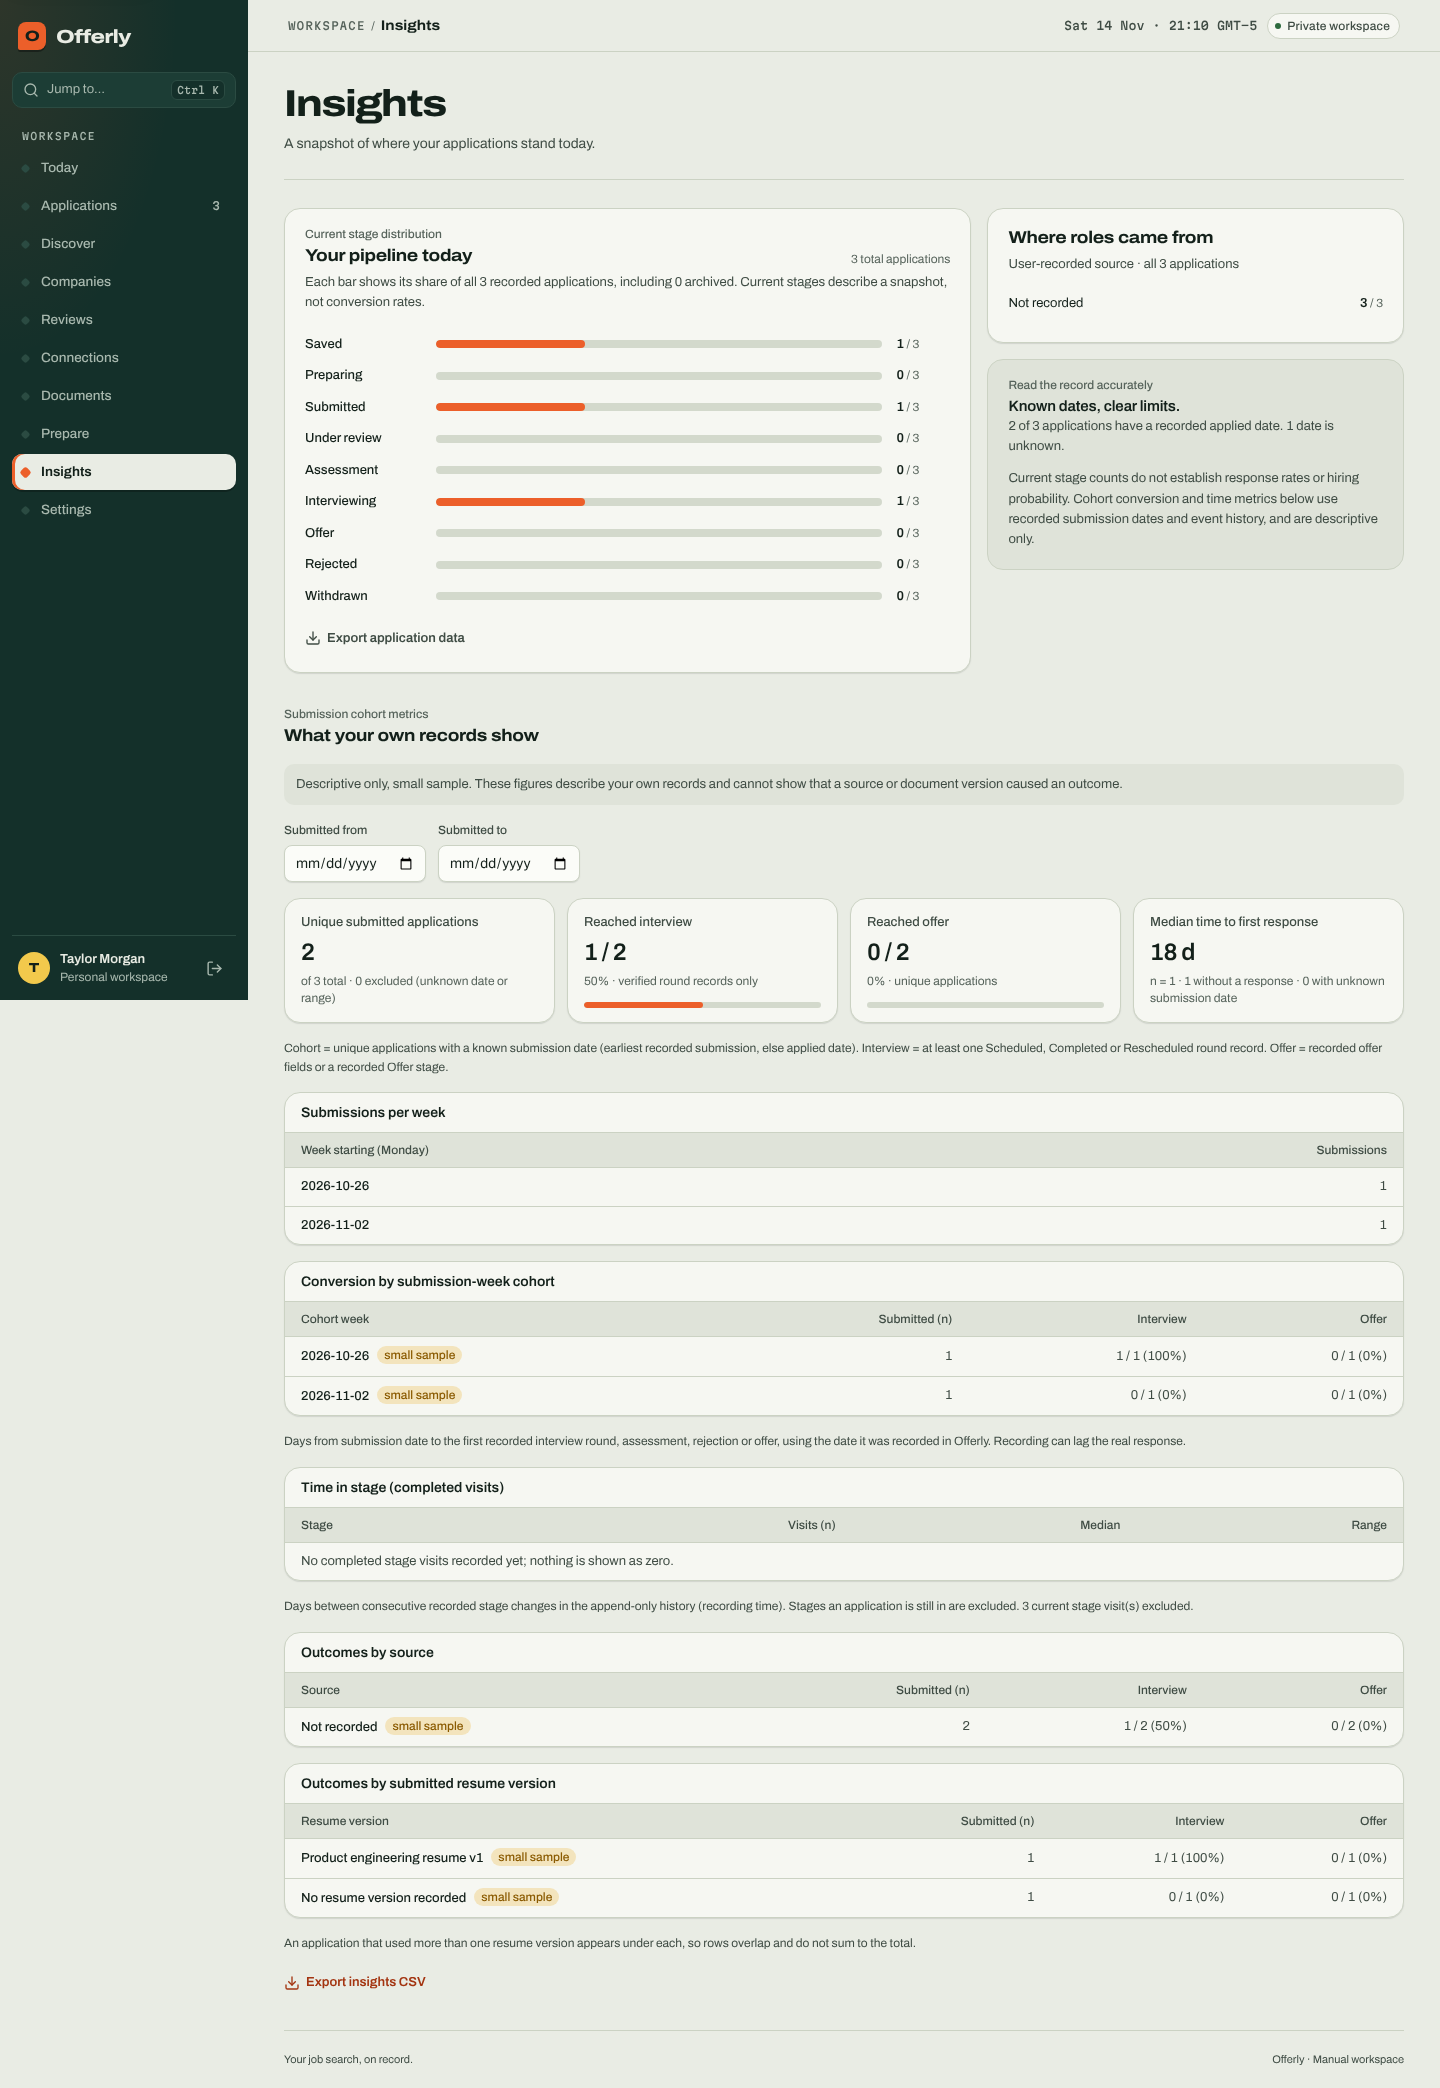 O Offerly
Jump to... Ctrl K
WORKSPACE
Today
Applications 3
Discover
Companies
Reviews
Connections
Documents
Prepare
Insights
Settings
T
Taylor Morgan
Personal workspace
WORKSPACE / Insights
Sat 14 Nov · 21:10 GMT-5 Private workspace
Insights
A snapshot of where your applications stand today.
Current stage distribution
Your pipeline today
3 total applications
Each bar shows its share of all 3 recorded applications, including 0 archived. Current stages describe a snapshot,
not conversion rates.
Saved 1 / 3
Preparing 0 / 3
Submitted 1 / 3
Under review 0 / 3
Assessment 0 / 3
Interviewing 1 / 3
Offer 0 / 3
Rejected 0 / 3
Withdrawn 0 / 3
Export application data
Where roles came from
User-recorded source · all 3 applications
Not recorded 3 / 3
Read the record accurately
Known dates, clear limits.
2 of 3 applications have a recorded applied date. 1 date is
unknown.
Current stage counts do not establish response rates or hiring
probability. Cohort conversion and time metrics below use
recorded submission dates and event history, and are descriptive
only.
Submission cohort metrics
What your own records show
Descriptive only, small sample. These figures describe your own records and cannot show that a source or document version caused an outcome.
Submitted from Submitted to
mm/dd/yyyy mm/dd/yyyy
Unique submitted applications
2
of 3 total · 0 excluded (unknown date or
range)
Reached interview
1 / 2
50% · verified round records only
Reached offer
0 / 2
0% · unique applications
Median time to first response
18 d
n = 1 · 1 without a response · 0 with unknown
submission date
Cohort = unique applications with a known submission date (earliest recorded submission, else applied date). Interview = at least one Scheduled, Completed or Rescheduled round record. Offer = recorded offer
fields or a recorded Offer stage.
Submissions per week
Week starting (Monday) Submissions
2026-10-26 1
2026-11-02 1
Conversion by submission-week cohort
Cohort week Submitted (n) Interview Offer
2026-10-26 small sample 1 1 / 1 (100%) 0 / 1 (0%)
2026-11-02 small sample 1 0 / 1 (0%) 0 / 1 (0%)
Days from submission date to the first recorded interview round, assessment, rejection or offer, using the date it was recorded in Offerly. Recording can lag the real response.
Time in stage (completed visits)
Stage Visits (n) Median Range
No completed stage visits recorded yet; nothing is shown as zero.
Days between consecutive recorded stage changes in the append-only history (recording time). Stages an application is still in are excluded. 3 current stage visit(s) excluded.
Outcomes by source
Source Submitted (n) Interview Offer
Not recorded small sample 2 1 / 2 (50%) 0 / 2 (0%)
Outcomes by submitted resume version
Resume version Submitted (n) Interview Offer
Product engineering resume v1 small sample 1 1 / 1 (100%) 0 / 1 (0%)
No resume version recorded small sample 1 0 / 1 (0%) 0 / 1 (0%)
An application that used more than one resume version appears under each, so rows overlap and do not sum to the total.
Export insights CSV
Your job search, on record. Offerly · Manual workspace